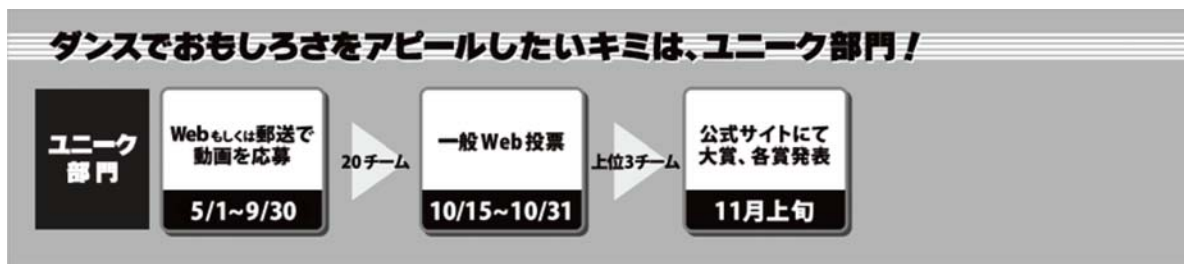 ダンスでおもしろさをアピールしたいキミは、ユニーク部門！
ユニーク
部門
Webもしくは郵送で
動画を応募
5/1~9/30
20チーム
一般Web投票
10/15~10/31
上位3チーム
公式サイトにて
大賞、各賞発表
11月上旬